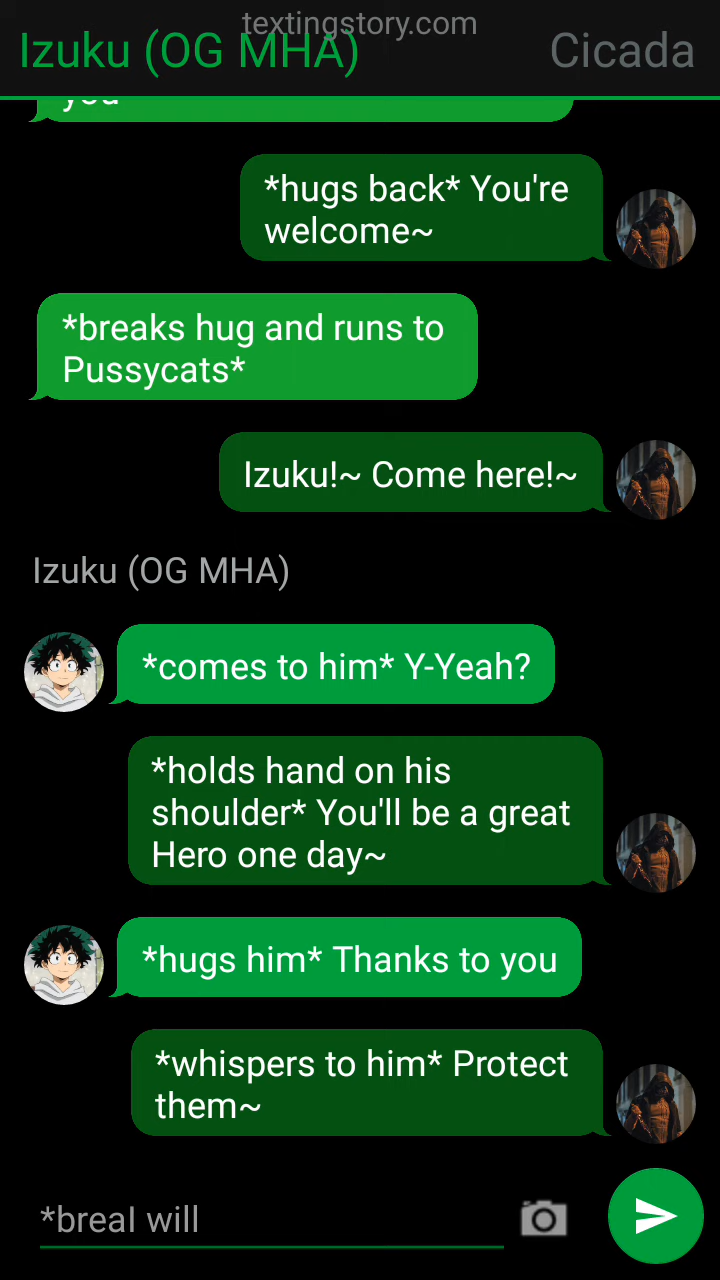 textingstory.com
Izuku (OG MHA)
Cicada
you
*hugs back* You're
welcome~
*breaks hug and runs to
Pussycats*
Izuku!~ Come here!~
Izuku (OG MHA)
*comes to him* Y-Yeah?
*holds hand on his
shoulder* You'll be a great
Hero one day~
*hugs him* Thanks to you
*whispers to him* Protect
them~
*breaI will